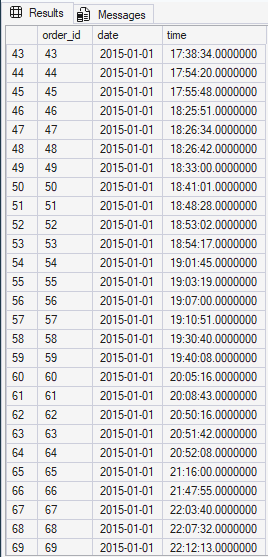 Results Messages
order_id date time
43 43 2015-01-01 17:38:34.0000000
44 44 2015-01-01 17:54:20.0000000
45 45 2015-01-01 17:55:48.0000000
46 46 2015-01-01 18:25:51.0000000
47 47 2015-01-01 18:26:34.0000000
48 48 2015-01-01 18:26:42.0000000
49 49 2015-01-01 18:33:00.0000000
50 50 2015-01-01 18:41:01.0000000
51 51 2015-01-01 18:48:28.0000000
52 52 2015-01-01 18:53:02.0000000
53 53 2015-01-01 18:54:17.0000000
54 54 2015-01-01 19:01:45.0000000
55 55 2015-01-01 19:03:19.0000000
56 56 2015-01-01 19:07:00.0000000
57 57 2015-01-01 19:10:51.0000000
58 58 2015-01-01 19:30:40.0000000
59 59 2015-01-01 19:40:08.0000000
60 60 2015-01-01 20:05:16.0000000
61 61 2015-01-01 20:08:43.0000000
62 62 2015-01-01 20:50:16.0000000
63 63 2015-01-01 20:51:42.0000000
64 64 2015-01-01 20:52:08.0000000
65 65 2015-01-01 21:16:00.0000000
66 66 2015-01-01 21:47:55.0000000
67 67 2015-01-01 22:03:40.0000000
68 68 2015-01-01 22:07:32.0000000
69 69 2015-01-01 22:12:13.0000000